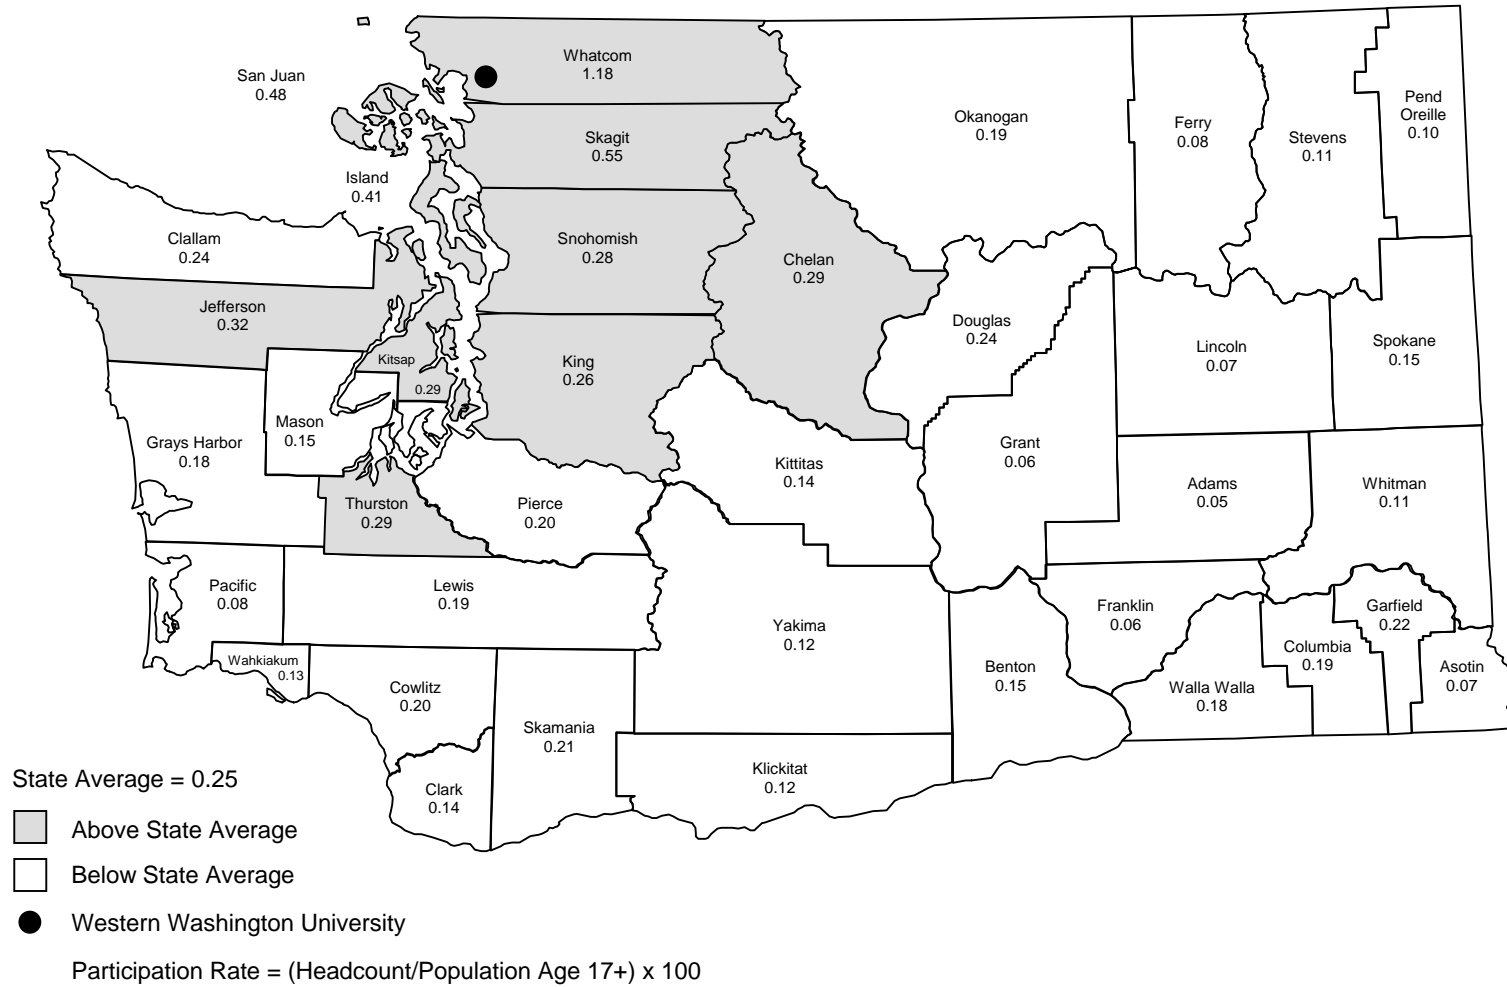 Whatcom
1.18
San Juan
0.48
Skagit
0.55
Island
0.41
Okanogan
0.19
Ferry
0.08
Stevens
0.11
Pend
Oreille
0.10
Clallam
0.24
Snohomish
0.28
Chelan
0.29
Jefferson
0.32
Kitsap
0.29
King
0.26
Douglas
0.24
Lincoln
0.07
Spokane
0.15
Grays Harbor
0.18
Mason
0.15
Thurston
0.29
Pierce
0.20
Kittitas
0.14
Grant
0.06
Adams
0.05
Whitman
0.11
Pacific
0.08
Lewis
0.19
Yakima
0.12
Franklin
0.06
Garfield
0.22
Columbia
0.19
Asotin
0.07
Wahkiakum
0.13
Cowlitz
0.20
Skamania
0.21
Benton
0.15
Walla Walla
0.18
Clark
0.14
Klickitat
0.12
State Average = 0.25
Above State Average
Below State Average
Western Washington University
Participation Rate = (Headcount/Population Age 17+) x 100